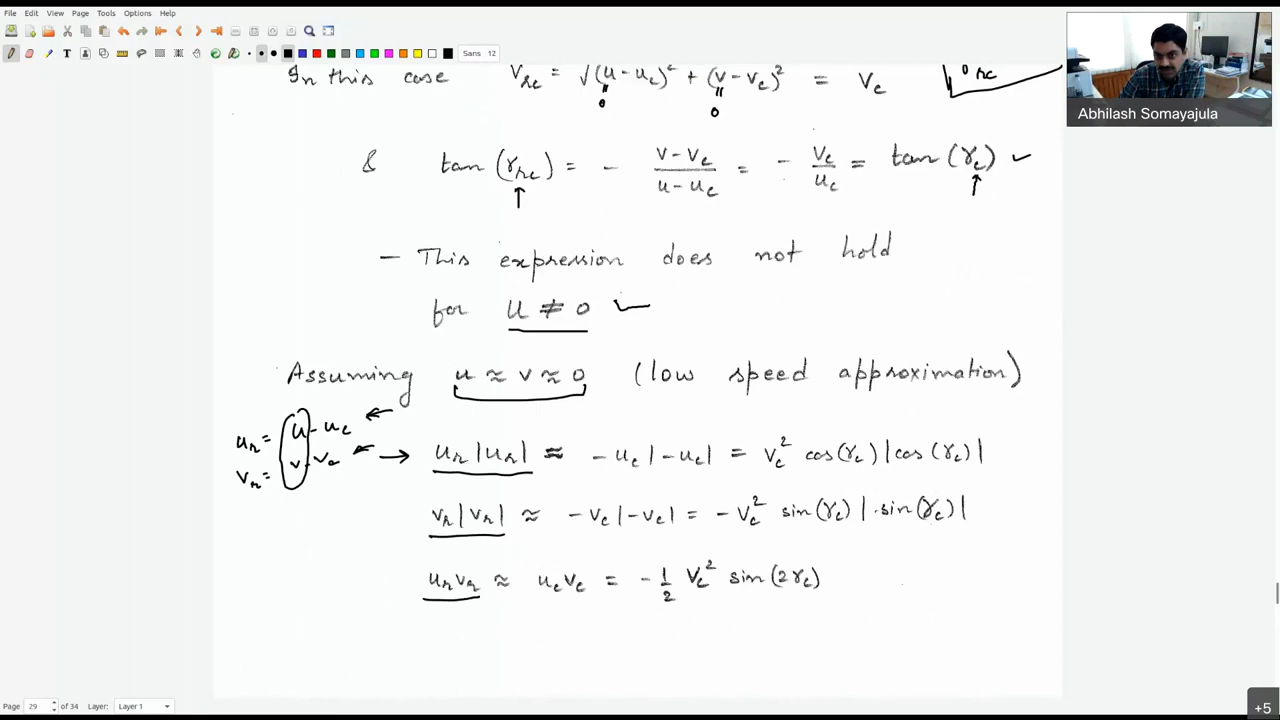 File Edit View Page Tools Options Help
Sans 12
In this case V_rc = √(u-u_c)² + (v-v_c)² = V_c
0 0
& tan(γ_rc) = - (v-v_c)/(u-u_c) = - v_c/u_c = tan(γ_c) ✓
- This expression does not hold
for U ≠ 0 ✓
Assuming u ≈ v ≈ 0 (low speed approximation)
u_r = u - u_c
v_r = v - v_c
→ u_r|u_r| ≈ -u_c|-u_c| = V_c² cos(γ_c)|cos(γ_c)|
v_r|v_r| ≈ -v_c|-v_c| = -V_c² sin(γ_c)|sin(γ_c)|
u_r v_r ≈ u_c v_c = -1/2 V_c² sin(2γ_c)
Abhilash Somayajula
Page 29 of 34 Layer: Layer 1
+5